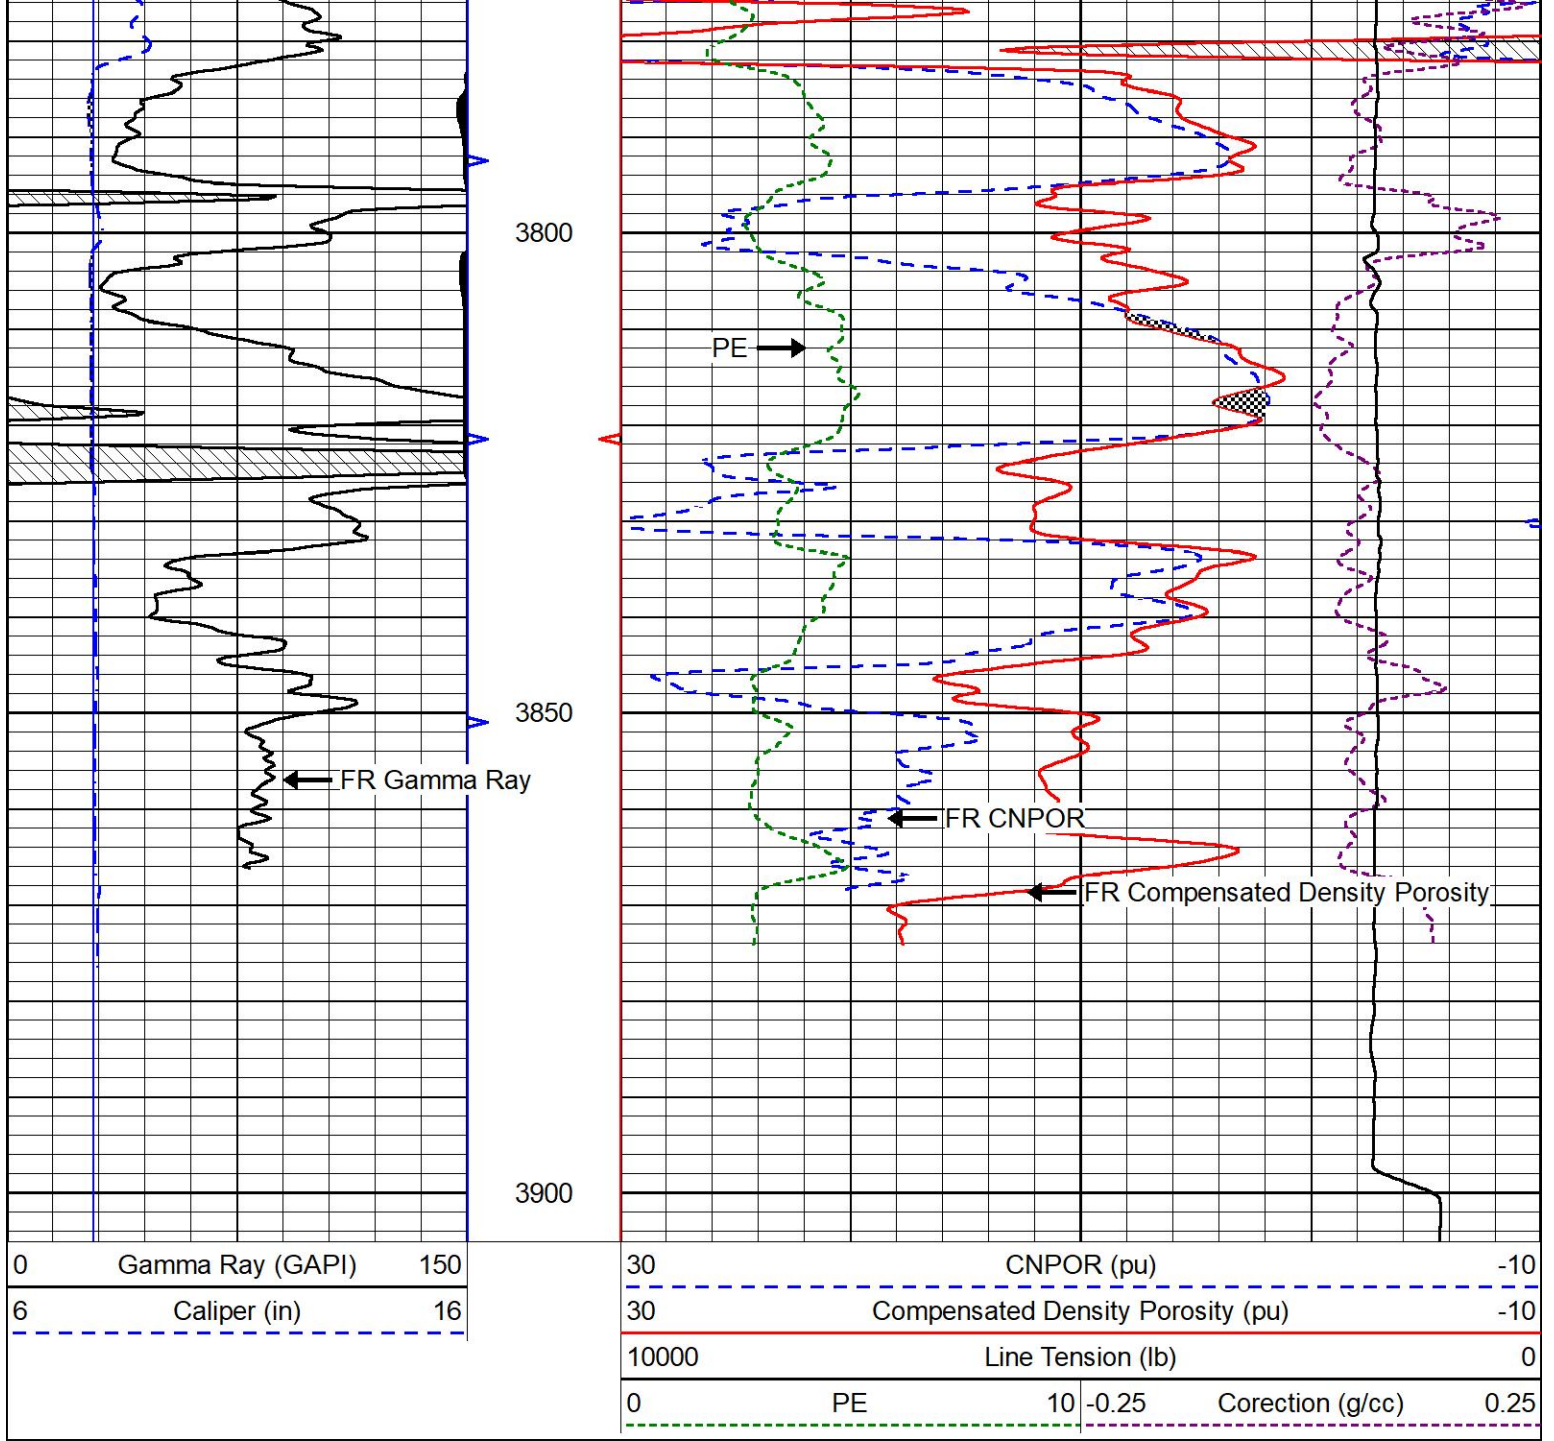 3800
PE
3850
FR Gamma Ray
FR CNPOR
FR Compensated Density Porosity
3900
0 Gamma Ray (GAPI) 150
6 Caliper (in) 16
30 CNPOR (pu) -10
30 Compensated Density Porosity (pu) -10
10000 Line Tension (lb) 0
0 PE 10
-0.25 Corection (g/cc) 0.25